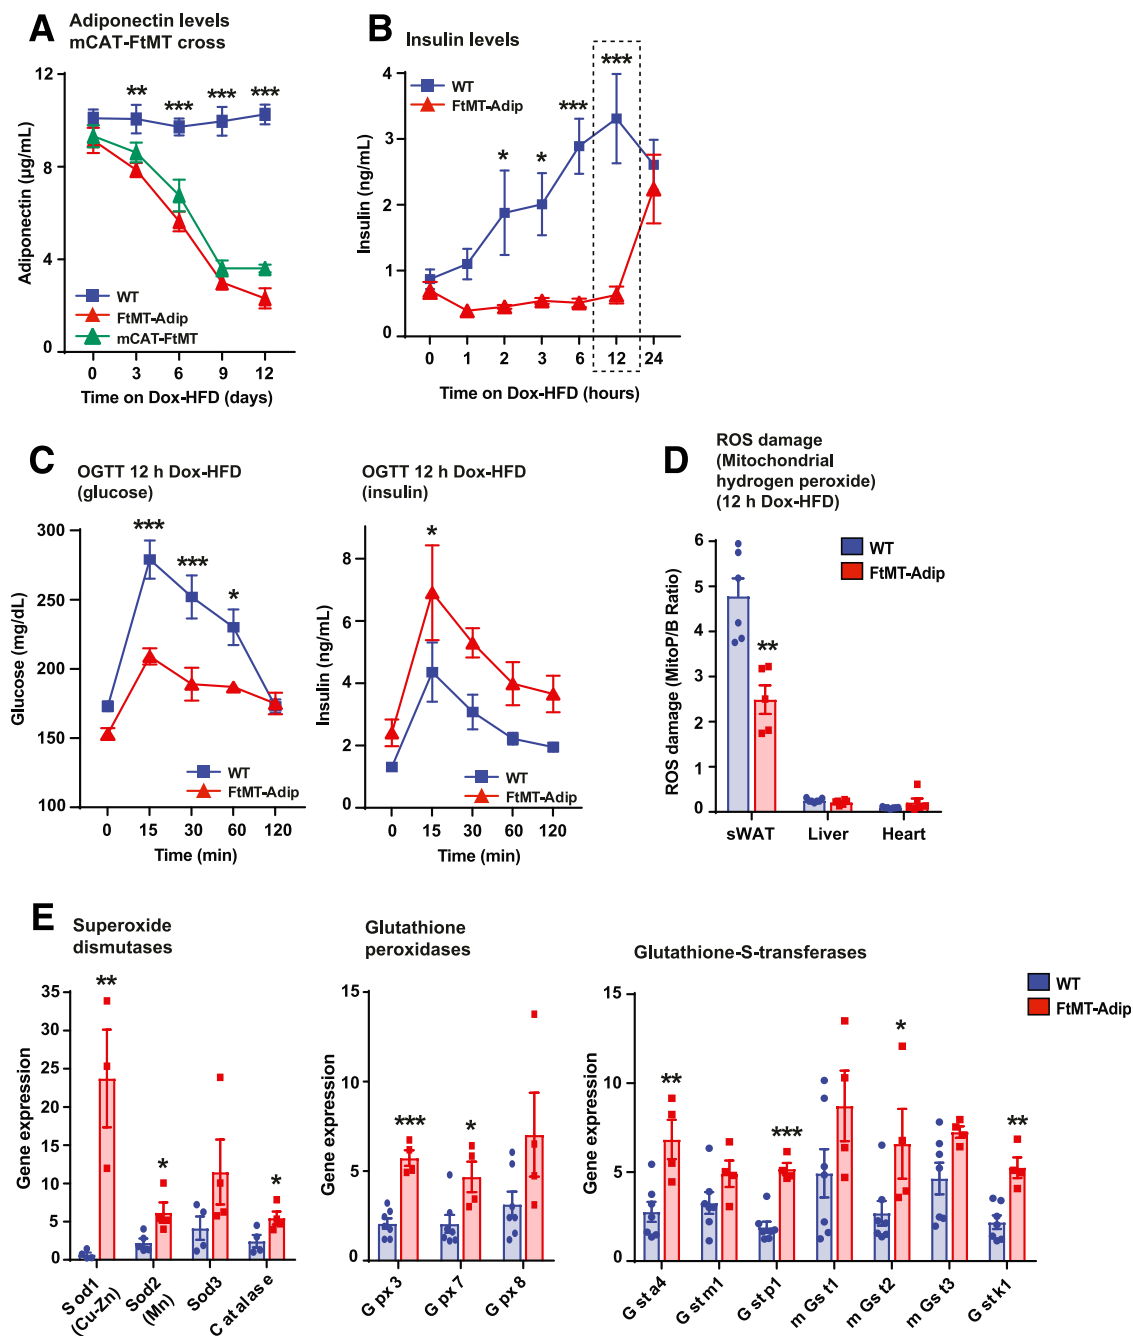 A
Adiponectin levels
mCAT-FtMT cross
Adiponectin (µg/mL)
12
8
4
0
**
***
***
***
WT
FtMT-Adip
mCAT-FtMT
0 3 6 9 12
Time on Dox-HFD (days)
B
Insulin levels
Insulin (ng/mL)
4
3
2
1
0
WT
FtMT-Adip
*
*
***
***
0 1 2 3 6 12 24
Time on Dox-HFD (hours)
C
OGTT 12 h Dox-HFD
(glucose)
Glucose (mg/dL)
300
250
200
150
100
***
***
*
WT
FtMT-Adip
0 15 30 60 120
Time (min)
OGTT 12 h Dox-HFD
(insulin)
Insulin (ng/mL)
8
6
4
2
0
*
WT
FtMT-Adip
0 15 30 60 120
Time (min)
D
ROS damage
(Mitochondrial
hydrogen peroxide)
(12 h Dox-HFD)
ROS damage (MitoP/B Ratio)
6
5
4
3
2
1
0
WT
FtMT-Adip
**
sWAT Liver Heart
E
Superoxide
dismutases
Gene expression
35
30
25
20
15
10
5
0
**
*
*
Sod1
(Cu-Zn)
Sod2
(Mn)
Sod3
Catalase
Glutathione
peroxidases
Gene expression
15
10
5
0
***
*
Gpx3
Gpx7
Gpx8
Glutathione-S-transferases
Gene expression
15
10
5
0
**
***
*
**
Gsta4
Gstm1
Gstp1
mGst1
mGst2
mGst3
Gstk1
WT
FtMT-Adip